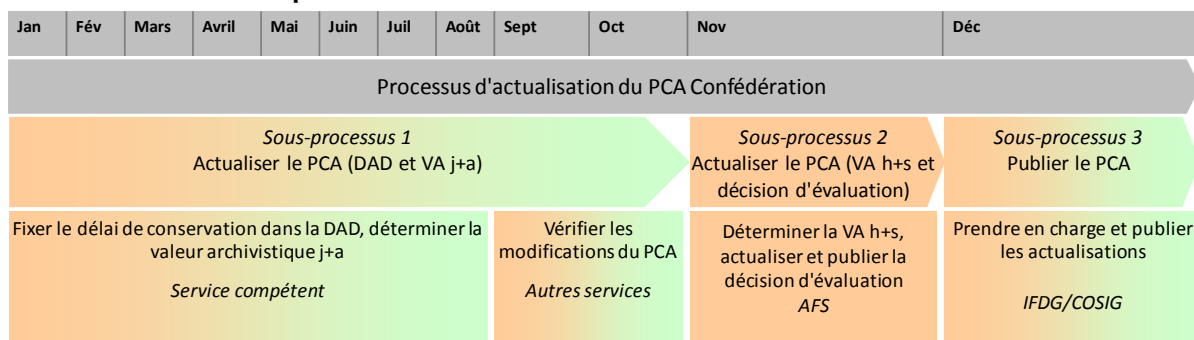 Jan Fév Mars Avril Mai Juin Juil Août Sept Oct Nov Déc
Processus d'actualisation du PCA Confédération
Sous-processus 1
Actualiser le PCA (DAD et VA j+a)
Sous-processus 2
Actualiser le PCA (VA h+s et
décision d'évaluation)
Sous-processus 3
Publier le PCA
Fixer le délai de conservation dans la DAD, déterminer la
valeur archivistique j+a
Service compétent
Vérifier les
modifications du PCA
Autres services
Déterminer la VA h+s,
actualiser et publier la
décision d'évaluation
AFS
Prendre en charge et publier
les actualisations
IFDG/COSIG